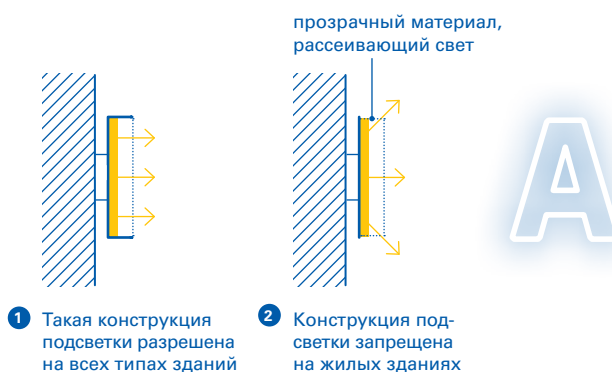 прозрачный материал,
рассеивающий свет
А
1 Такая конструкция
подсветки разрешена
на всех типах зданий
2 Конструкция под-
светки запрещена
на жилых зданиях